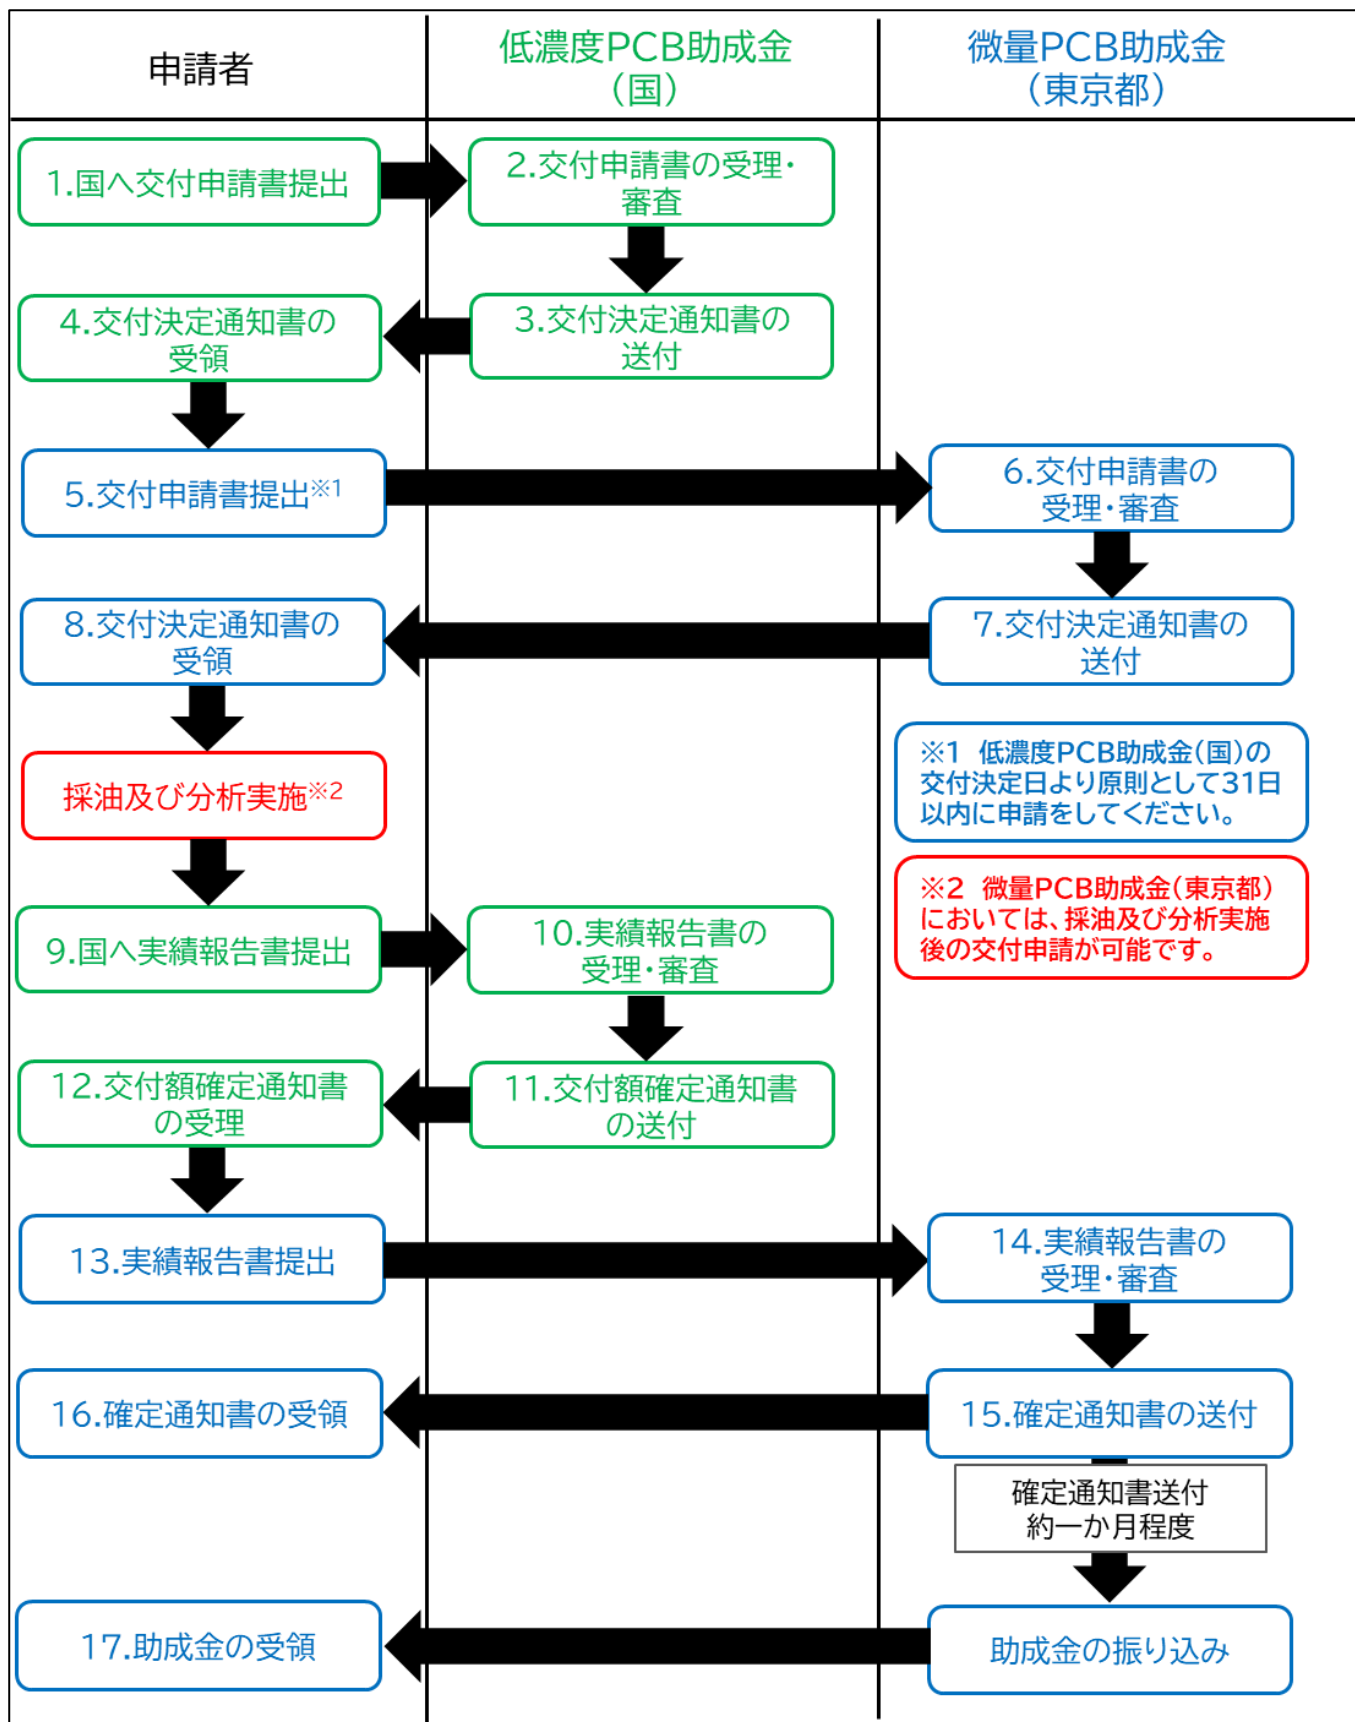 申請者
低濃度PCB助成金
(国)
微量PCB助成金
(東京都)
1.国へ交付申請書提出
2.交付申請書の受理・
審査
4.交付決定通知書の
受領
3.交付決定通知書の
送付
5.交付申請書提出※1
6.交付申請書の
受理・審査
8.交付決定通知書の
受領
7.交付決定通知書の
送付
採油及び分析実施※2
※1 低濃度PCB助成金(国)の
交付決定日より原則として31日
以内に申請をしてください。
※2 微量PCB助成金(東京都)
においては、採油及び分析実施
後の交付申請が可能です。
9.国へ実績報告書提出
10.実績報告書の
受理・審査
12.交付額確定通知書
の受理
11.交付額確定通知書
の送付
13.実績報告書提出
14.実績報告書の
受理・審査
16.確定通知書の受領
15.確定通知書の送付
確定通知書送付
約一か月程度
17.助成金の受領
助成金の振り込み